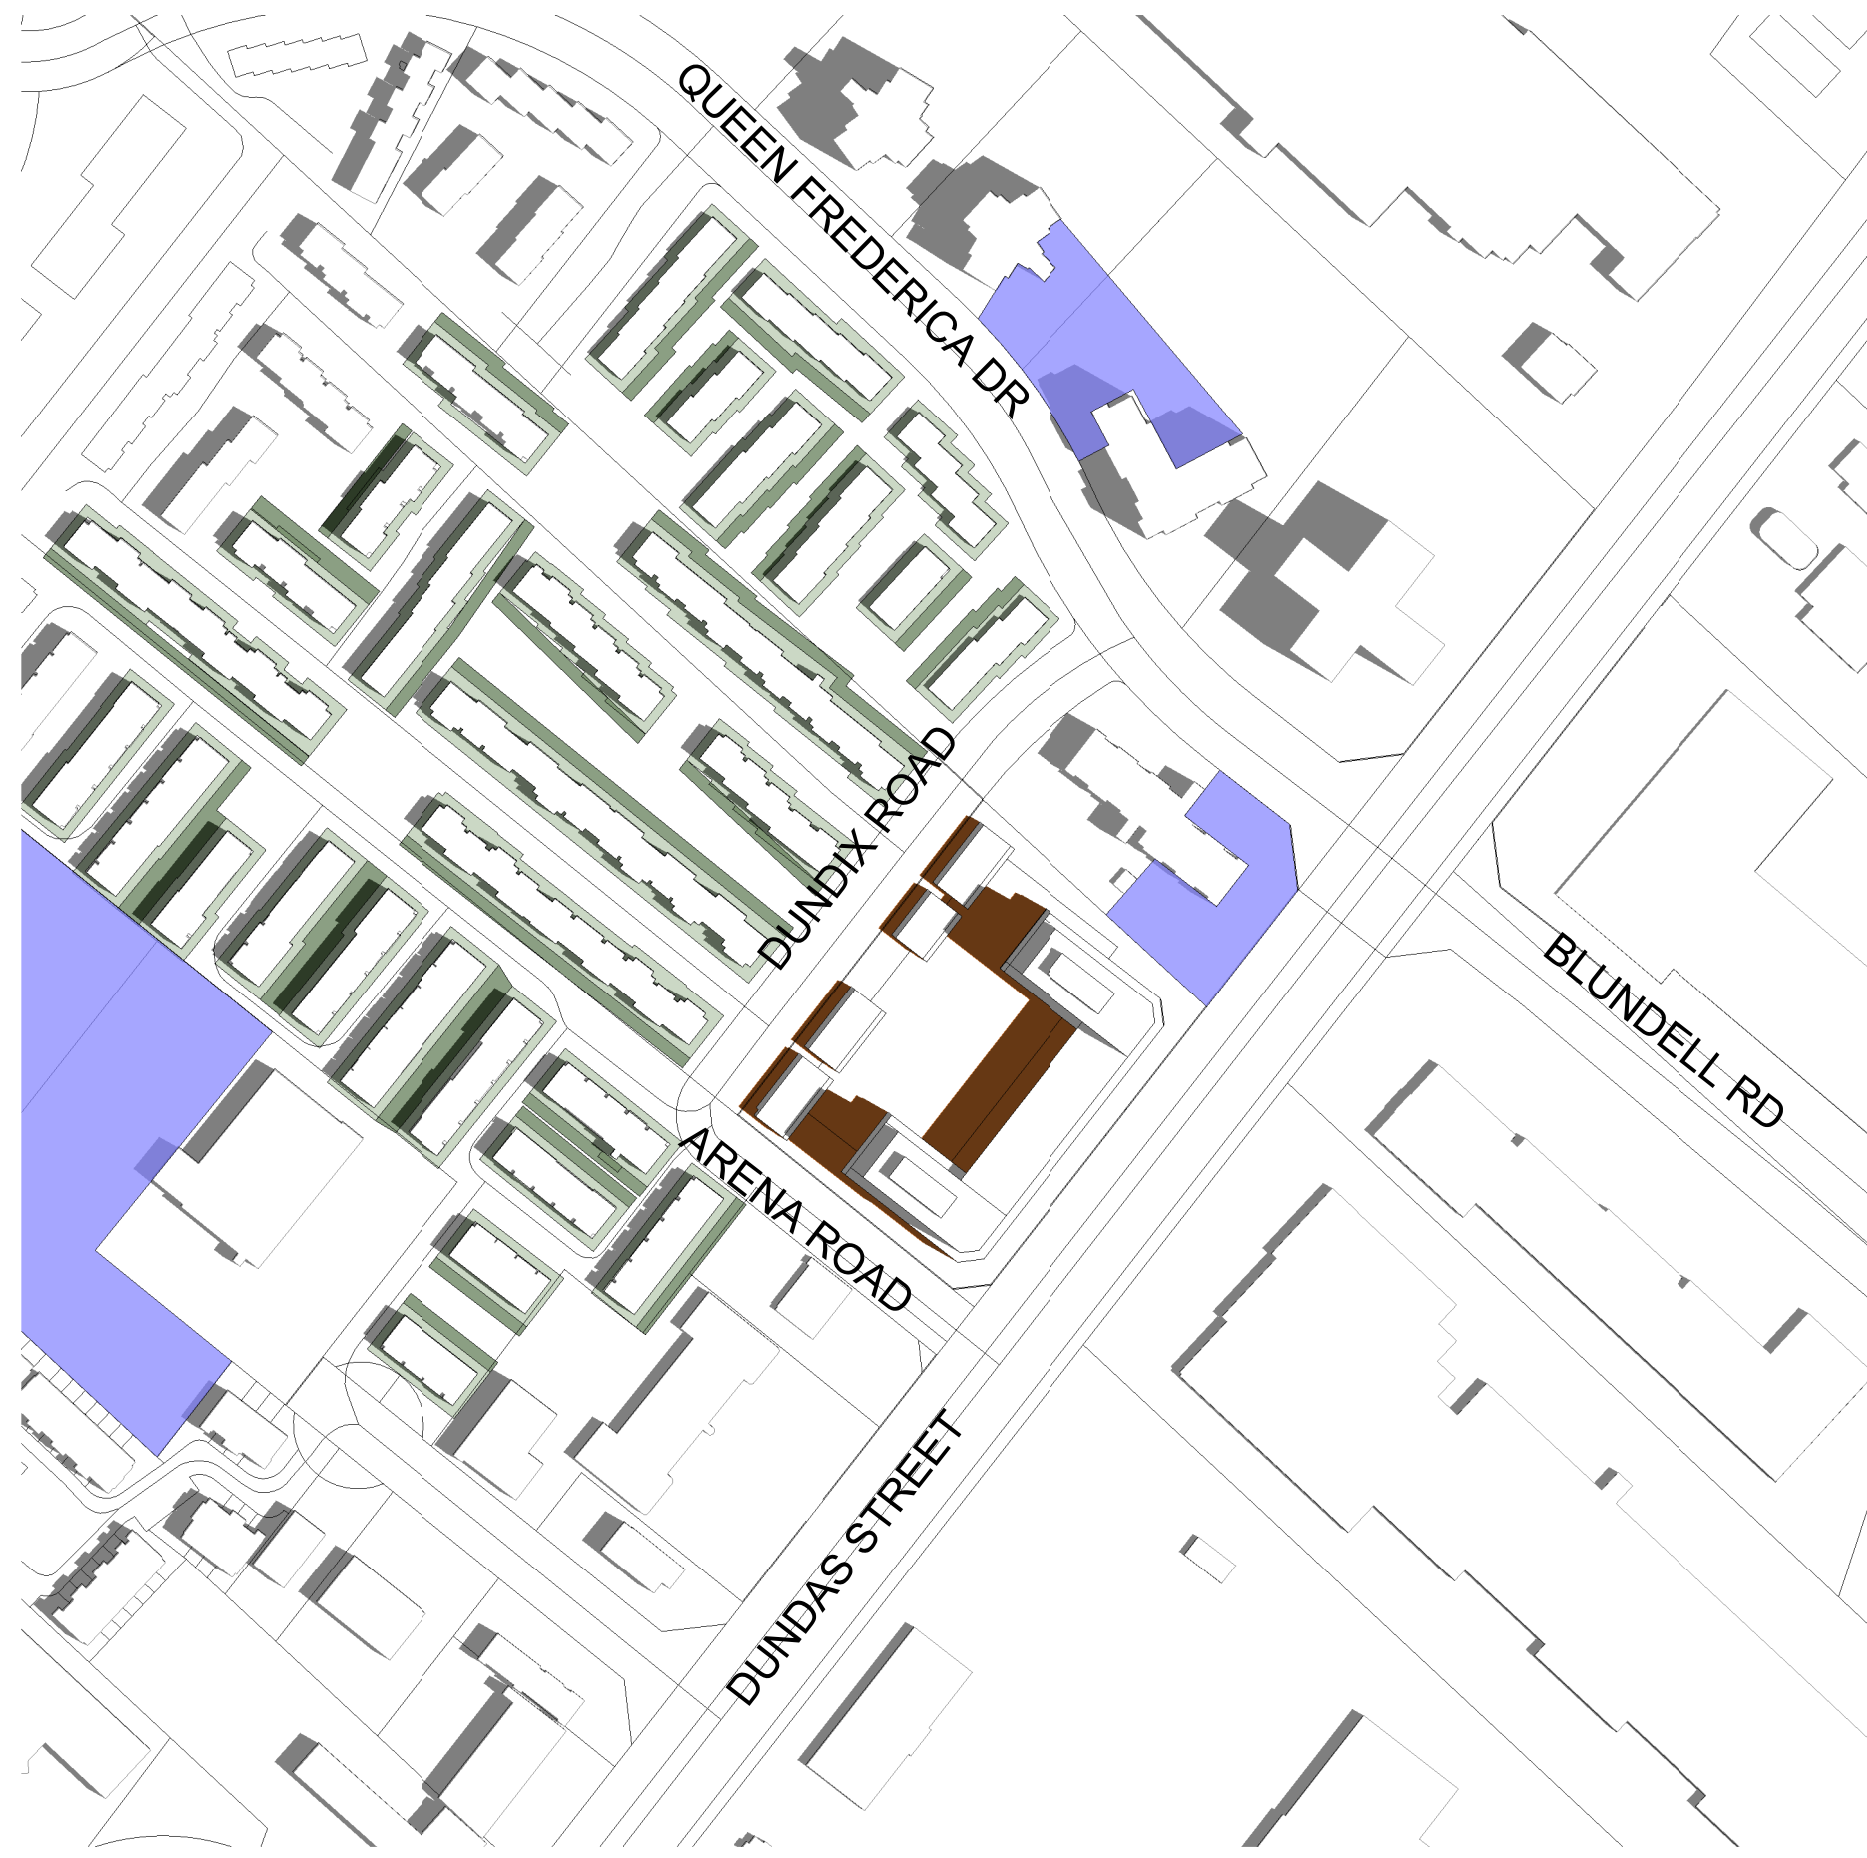 QUEEN FREDERICA DR
DUNDIX ROAD
BLUNDELL RD
ARENA ROAD
DUNDAS STREET